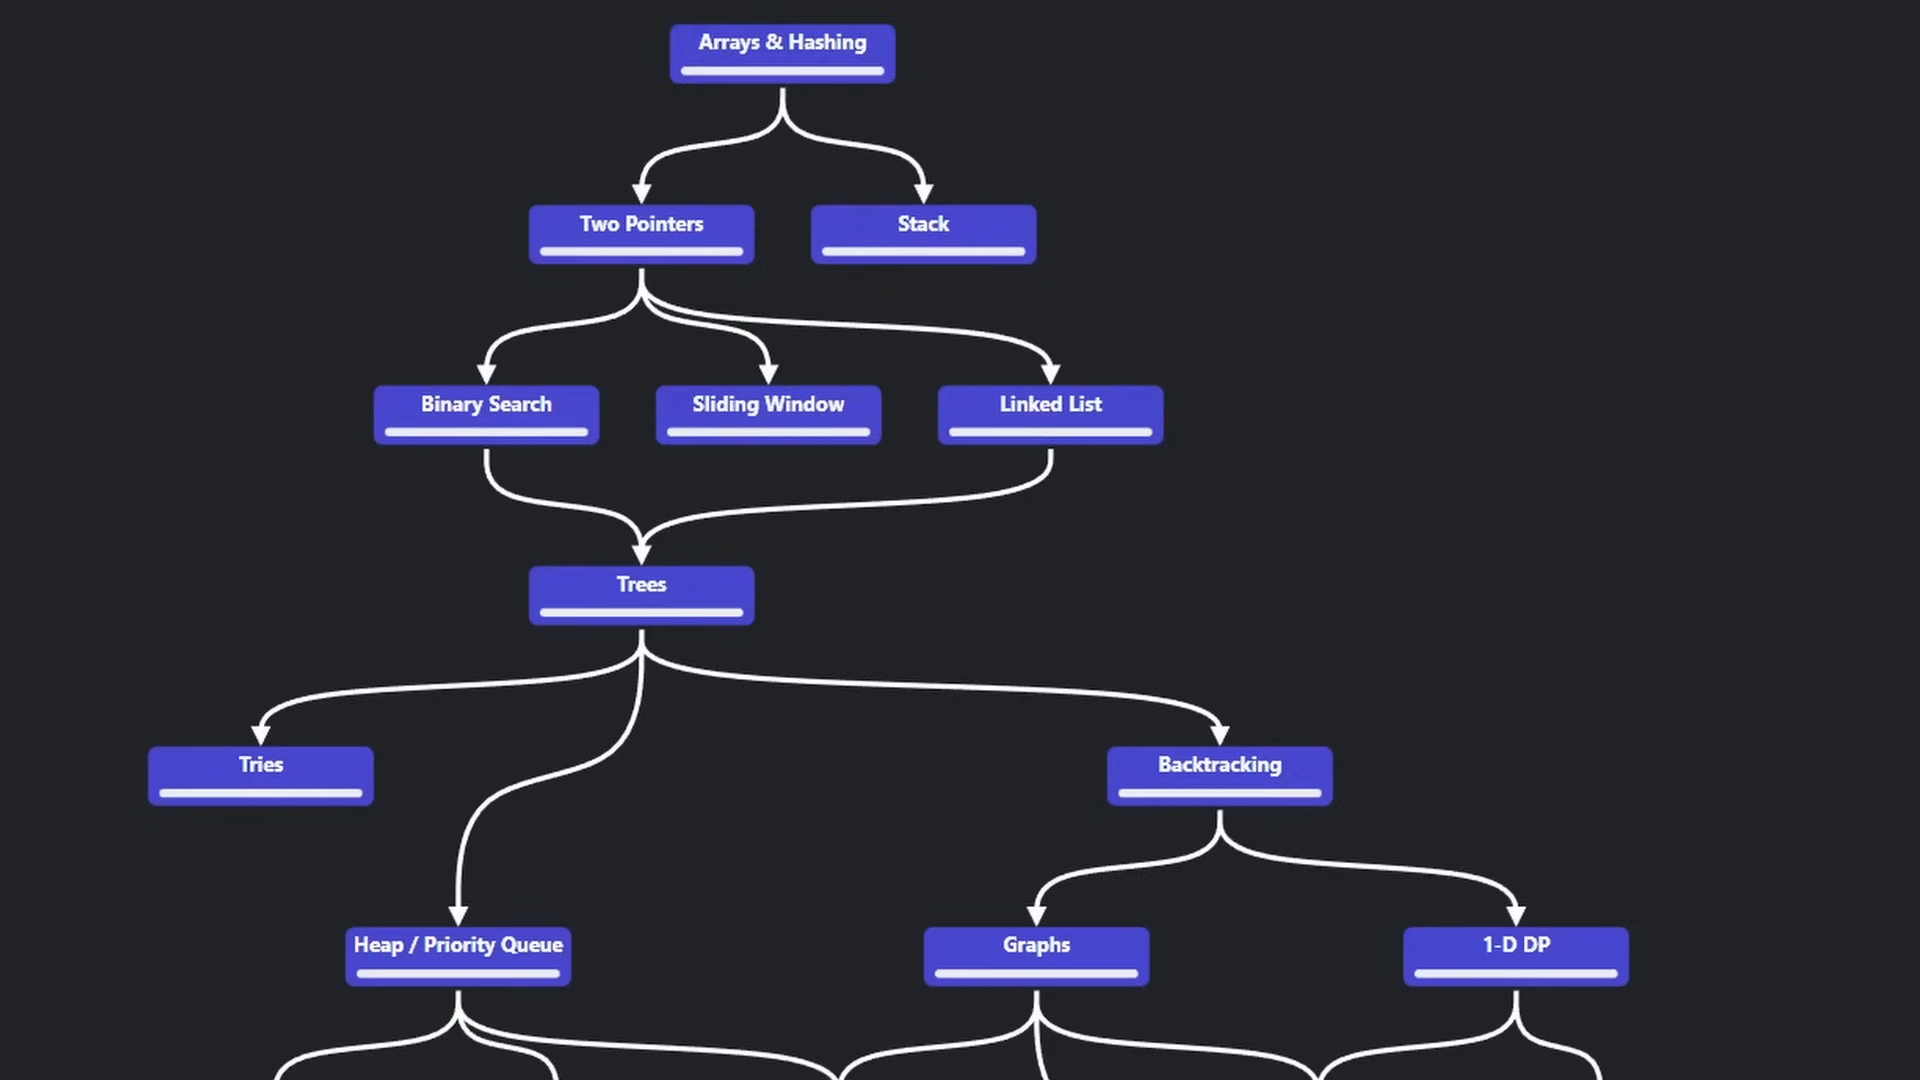 Arrays & Hashing
Two Pointers
Stack
Binary Search
Sliding Window
Linked List
Trees
Tries
Backtracking
Heap / Priority Queue
Graphs
1-D DP